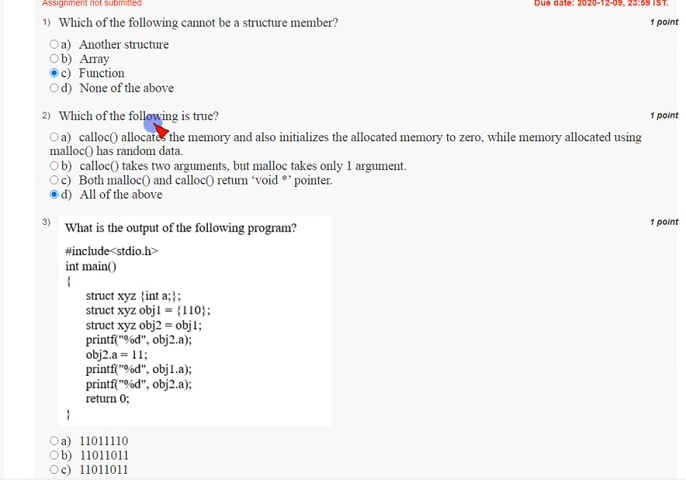 Assignment not submitted Due date: 2020-12-09, 23:59 IST.
1) Which of the following cannot be a structure member? 1 point
a) Another structure
b) Array
c) Function
d) None of the above
2) Which of the following is true? 1 point
a) calloc() allocates the memory and also initializes the allocated memory to zero, while memory allocated using
malloc() has random data.
b) calloc() takes two arguments, but malloc takes only 1 argument.
c) Both malloc() and calloc() return ‘void *’ pointer.
d) All of the above
3) What is the output of the following program? 1 point
#include<stdio.h>
int main()
{
struct xyz {int a;};
struct xyz obj1 = {110};
struct xyz obj2 = obj1;
printf("%d", obj2.a);
obj2.a = 11;
printf("%d", obj1.a);
printf("%d", obj2.a);
return 0;
}
a) 11011110
b) 11011011
c) 11011011